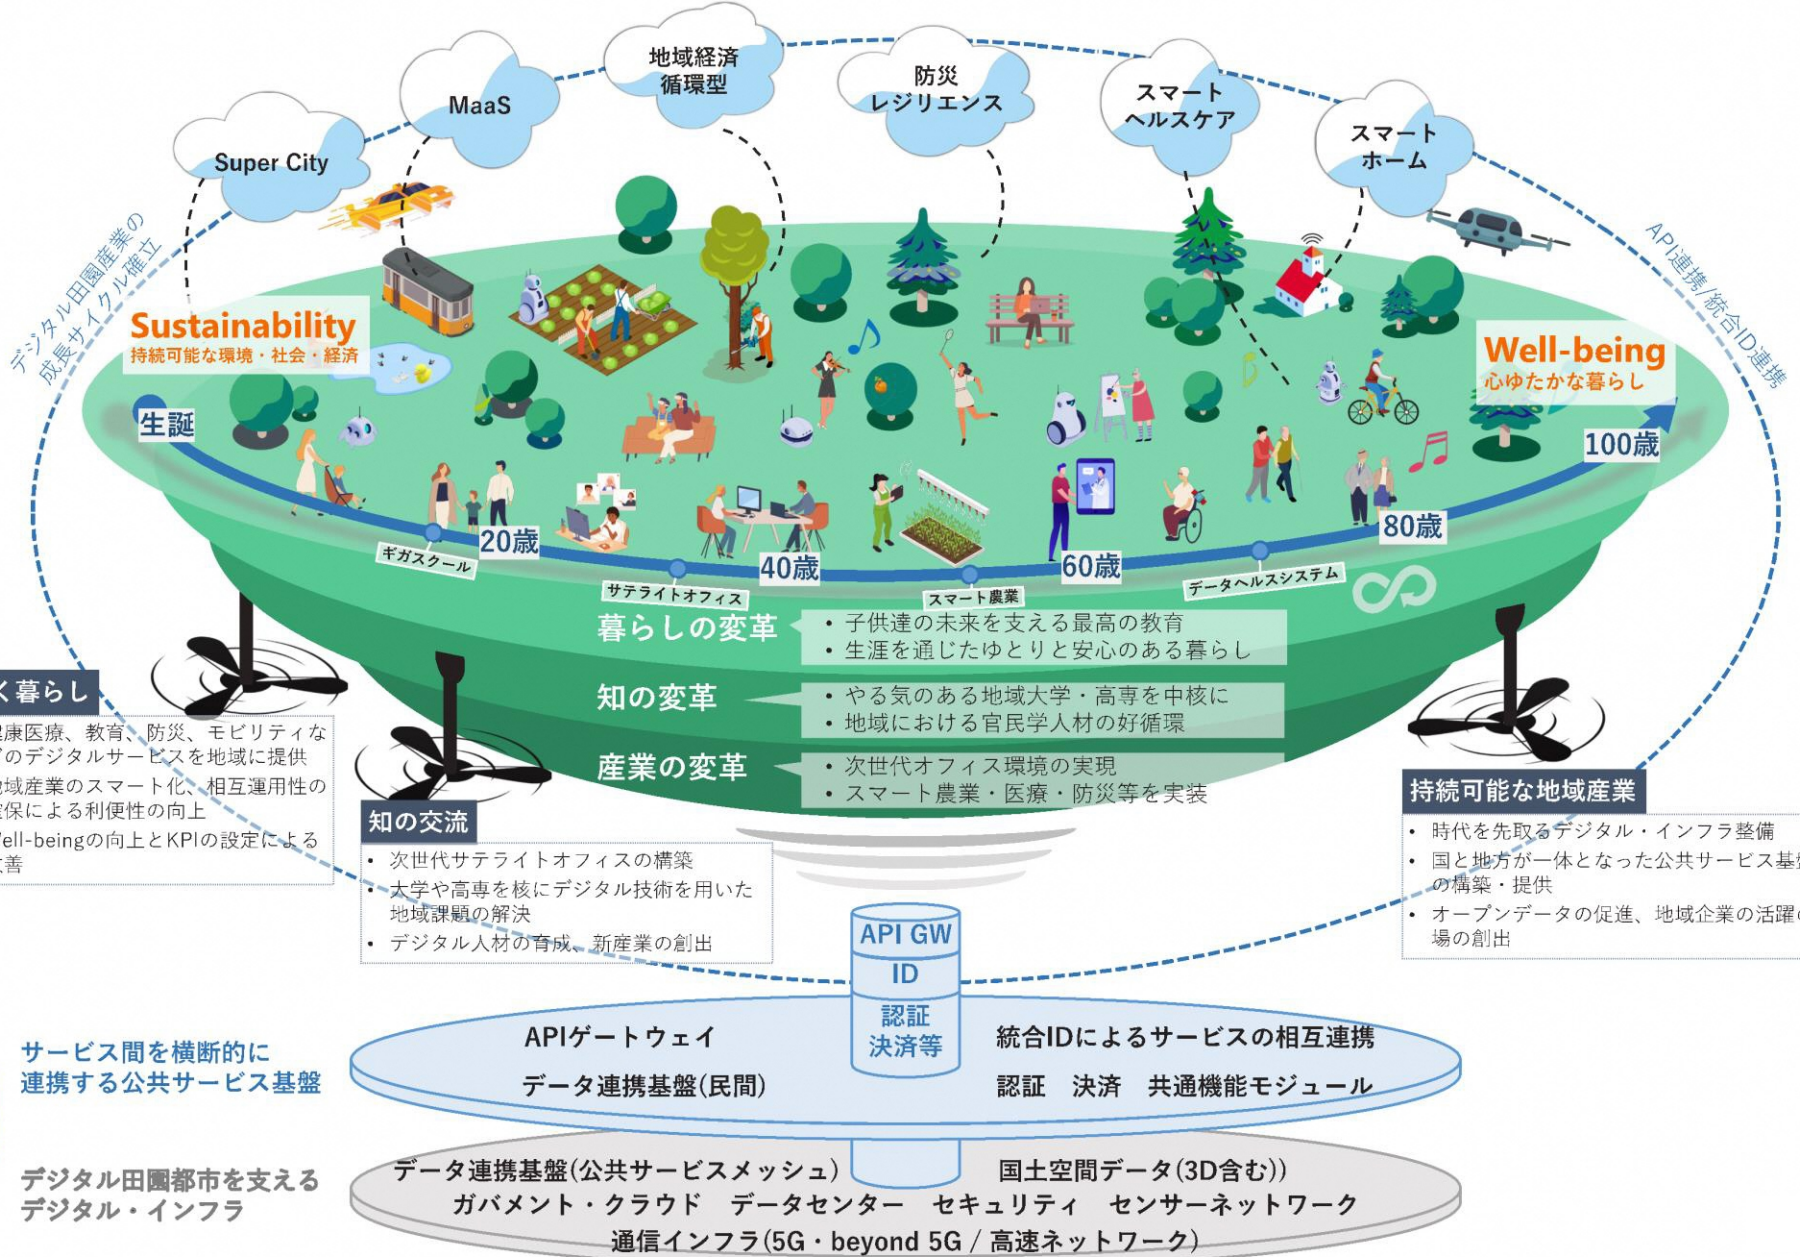 地域経済
循環型
防災
レジリエンス
MaaS
スマート
ヘルスケア
スマート
ホーム
Super City
デジタル田園産業の
成長サイクル確立
API連携/統合ID連携
Sustainability
持続可能な環境・社会・経済
Well-being
心ゆたかな暮らし
生誕
20歳
40歳
60歳
80歳
100歳
ギガスクール
サテライトオフィス
スマート農業
データヘルスシステム
暮らしの変革
• 子供達の未来を支える最高の教育
• 生涯を通じたゆとりと安心のある暮らし
知の変革
• やる気のある地域大学・高専を中核に
• 地域における官民学人材の好循環
産業の変革
• 次世代オフィス環境の実現
• スマート農業・医療・防災等を実装
く暮らし
康医療、教育、防災、モビリティな
のデジタルサービスを地域に提供
域産業のスマート化、相互運用性の
保による利便性の向上
ell-beingの向上とKPIの設定による
善
知の交流
• 次世代サテライトオフィスの構築
• 大学や高専を核にデジタル技術を用いた
地域課題の解決
• デジタル人材の育成、新産業の創出
持続可能な地域産業
• 時代を先取るデジタル・インフラ整備
• 国と地方が一体となった公共サービス基盤
の構築・提供
• オープンデータの促進、地域企業の活躍の
場の創出
API GW
ID
認証
決済等
サービス間を横断的に
連携する公共サービス基盤
APIゲートウェイ
統合IDによるサービスの相互連携
データ連携基盤(民間)
認証　決済　共通機能モジュール
デジタル田園都市を支える
デジタル・インフラ
データ連携基盤(公共サービスメッシュ)
国土空間データ(3D含む))
ガバメント・クラウド　データセンター　セキュリティ　センサーネットワーク
通信インフラ(5G・beyond 5G / 高速ネットワーク)